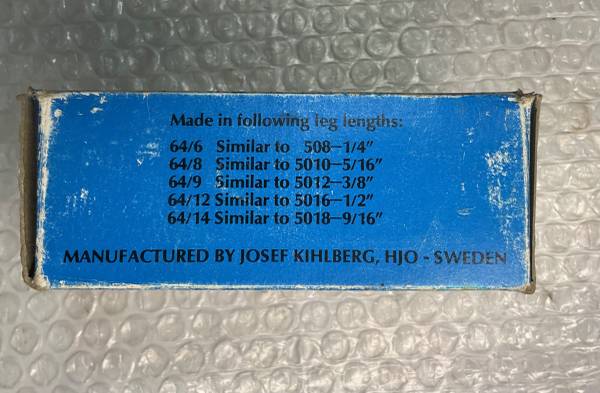 Made in following leg lengths:
64/6 Similar to 508—1/4"
64/8 Similar to 5010—5/16"
64/9 Similar to 5012—3/8"
64/12 Similar to 5016—1/2"
64/14 Similar to 5018—9/16"
MANUFACTURED BY JOSEF KIHLBERG, HJO - SWEDEN